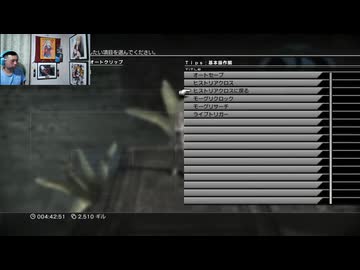 したい項目を選んでください。
オートクリップ
Tips：基本操作編
TITLE
オートセーブ
ヒストリアクロス
ヒストリアクロスに戻る
モーグリクロック
モーグリサーチ
ライブトリガー
00:42:51
2,510 ギル